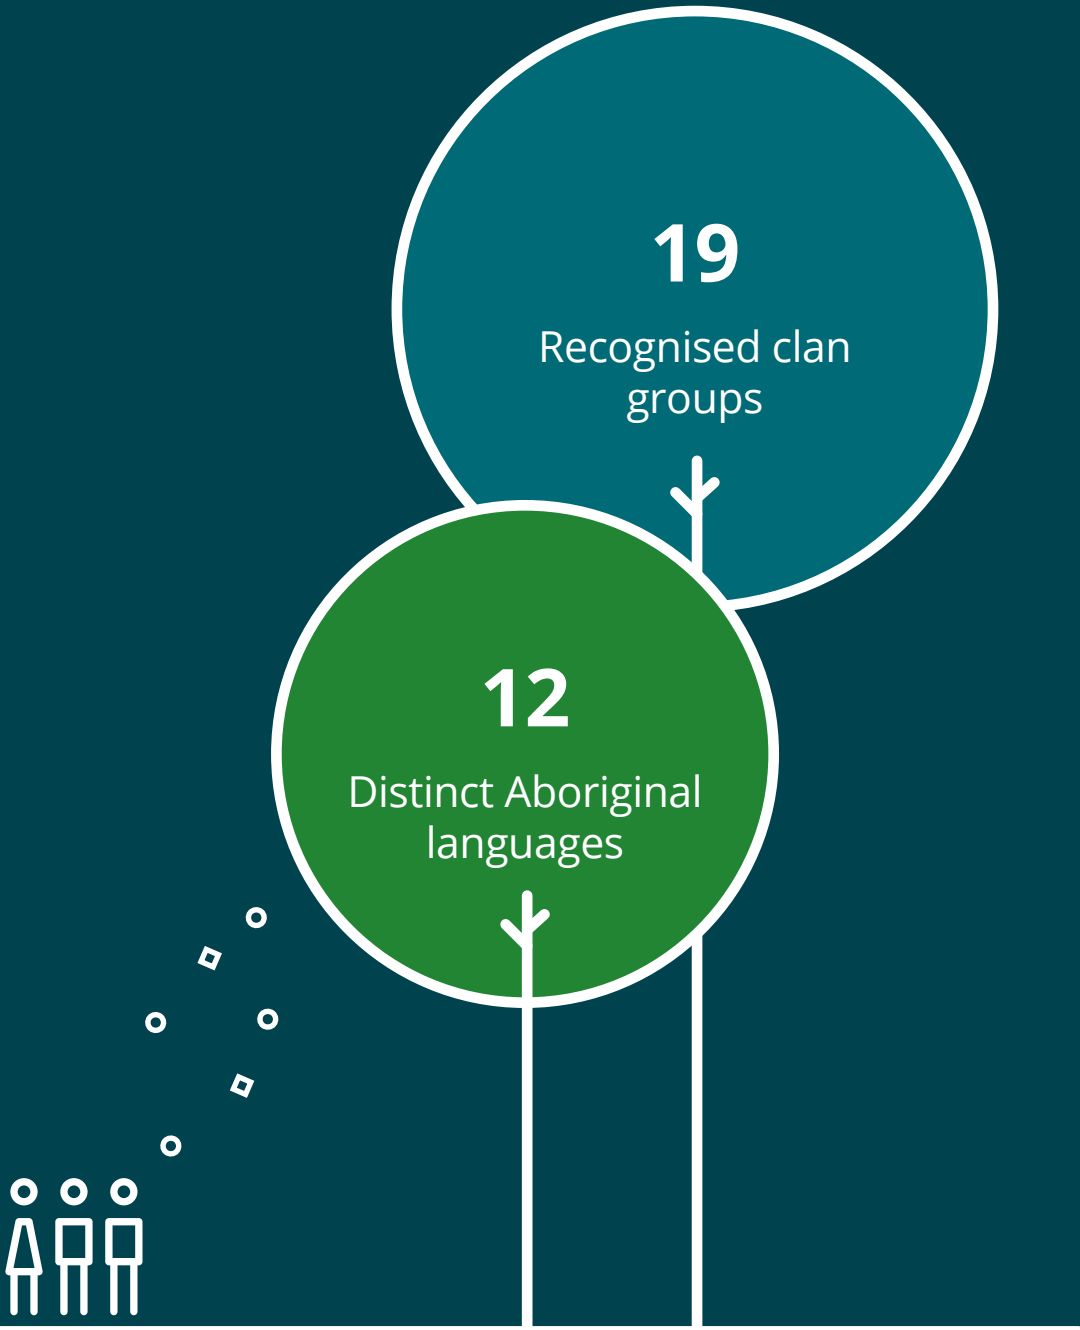 19
Recognised clan
groups
12
Distinct Aboriginal
languages